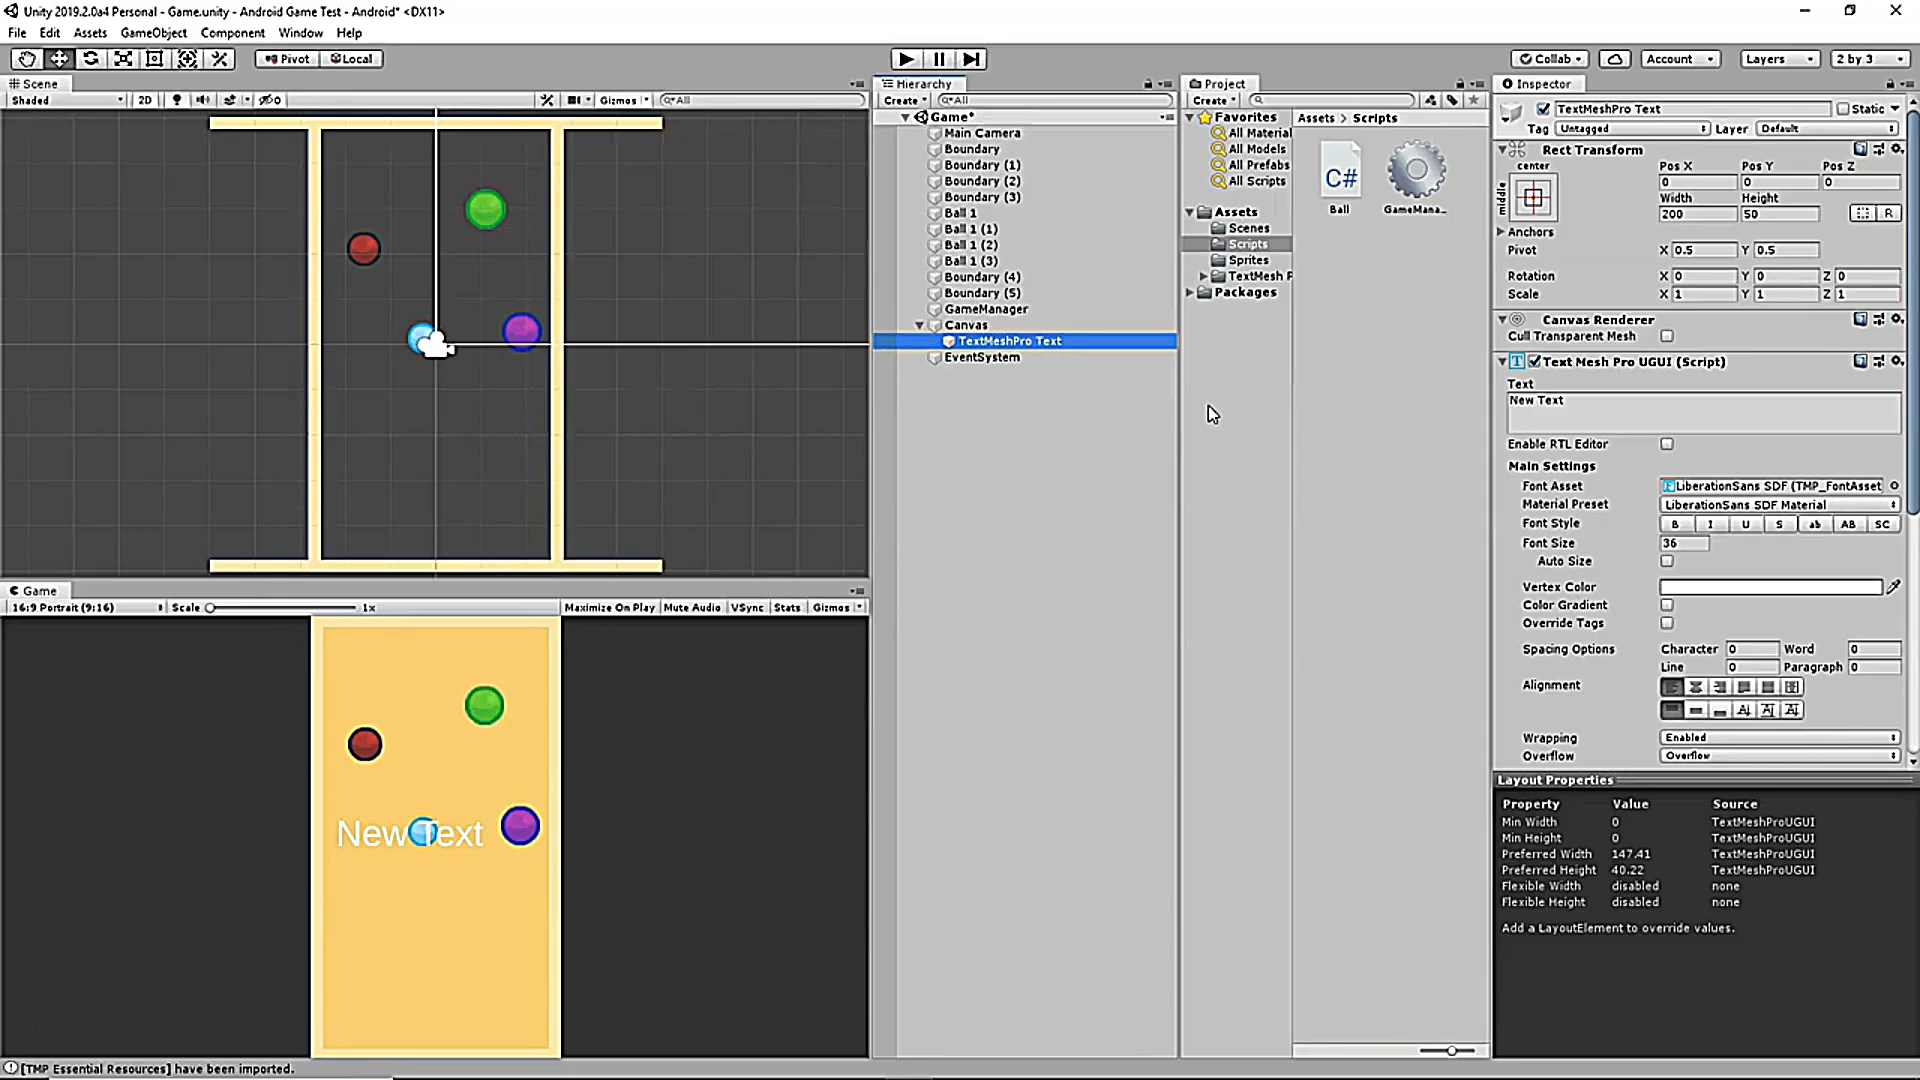 Unity 2019.2.0a4 Personal - Game.unity - Android Game Test - Android* <DX11>
File Edit Assets GameObject Component Window Help
Pivot Local
Collab Account Layers 2 by 3
Scene
Shaded 2D 0 Gizmos All
Game
16:9 Portrait (9:16) Scale 1x Maximize On Play Mute Audio VSync Stats Gizmos
New Text
Hierarchy
Create All
Game*
Main Camera
Boundary
Boundary (1)
Boundary (2)
Boundary (3)
Ball 1
Ball 1 (1)
Ball 1 (2)
Ball 1 (3)
Boundary (4)
Boundary (5)
GameManager
Canvas
TextMeshPro Text
EventSystem
Project
Create
Favorites
All Material
All Models
All Prefabs
All Scripts
Assets
Scenes
Scripts
Sprites
TextMesh P
Packages
Assets > Scripts
C#
Ball GameMana...
Inspector
TextMeshPro Text Static
Tag Untagged Layer Default
Rect Transform
center Pos X Pos Y Pos Z
middle 0 0 0
Width Height
200 50 R
Anchors
Pivot X 0.5 Y 0.5
Rotation X 0 Y 0 Z 0
Scale X 1 Y 1 Z 1
Canvas Renderer
Cull Transparent Mesh
Text Mesh Pro UGUI (Script)
Text
New Text
Enable RTL Editor
Main Settings
Font Asset LiberationSans SDF (TMP_FontAsset
Material Preset LiberationSans SDF Material
Font Style B I U S ab AB SC
Font Size 36
Auto Size
Vertex Color
Color Gradient
Override Tags
Spacing Options Character 0 Word 0
Line 0 Paragraph 0
Alignment
Wrapping Enabled
Overflow Overflow
Layout Properties
Property Value Source
Min Width 0 TextMeshProUGUI
Min Height 0 TextMeshProUGUI
Preferred Width 147.41 TextMeshProUGUI
Preferred Height 40.22 TextMeshProUGUI
Flexible Width disabled none
Flexible Height disabled none
Add a LayoutElement to override values.
[TMP Essential Resources] have been imported.